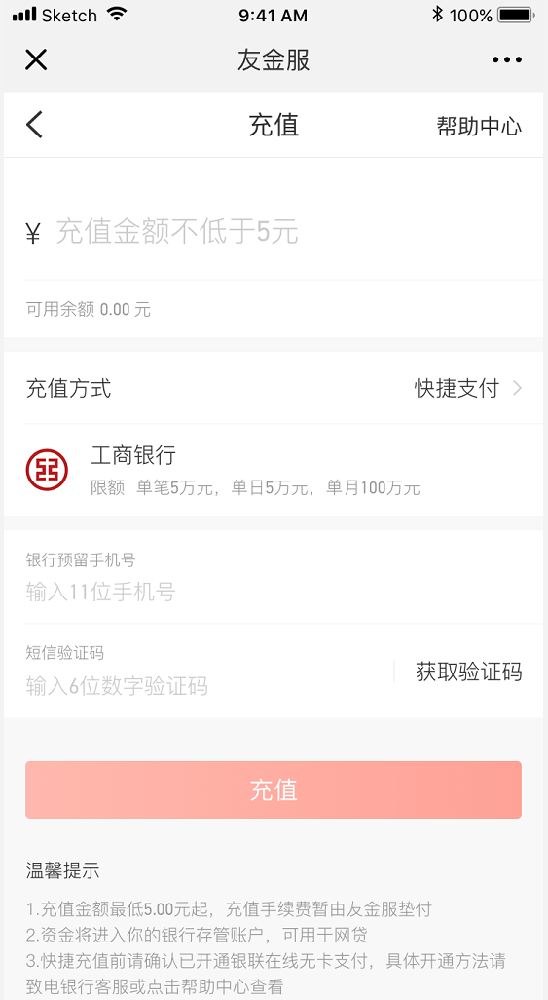 Sketch 9:41 AM 100%
友金服
充值 帮助中心
¥ 充值金额不低于5元
可用余额 0.00 元
充值方式 快捷支付
工商银行
限额 单笔5万元，单日5万元，单月100万元
银行预留手机号
输入11位手机号
短信验证码
输入6位数字验证码 获取验证码
充值
温馨提示
1.充值金额最低5.00元起，充值手续费暂由友金服垫付
2.资金将进入你的银行存管账户，可用于网贷
3.快捷充值前请确认已开通银联在线无卡支付，具体开通方法请
致电银行客服或点击帮助中心查看